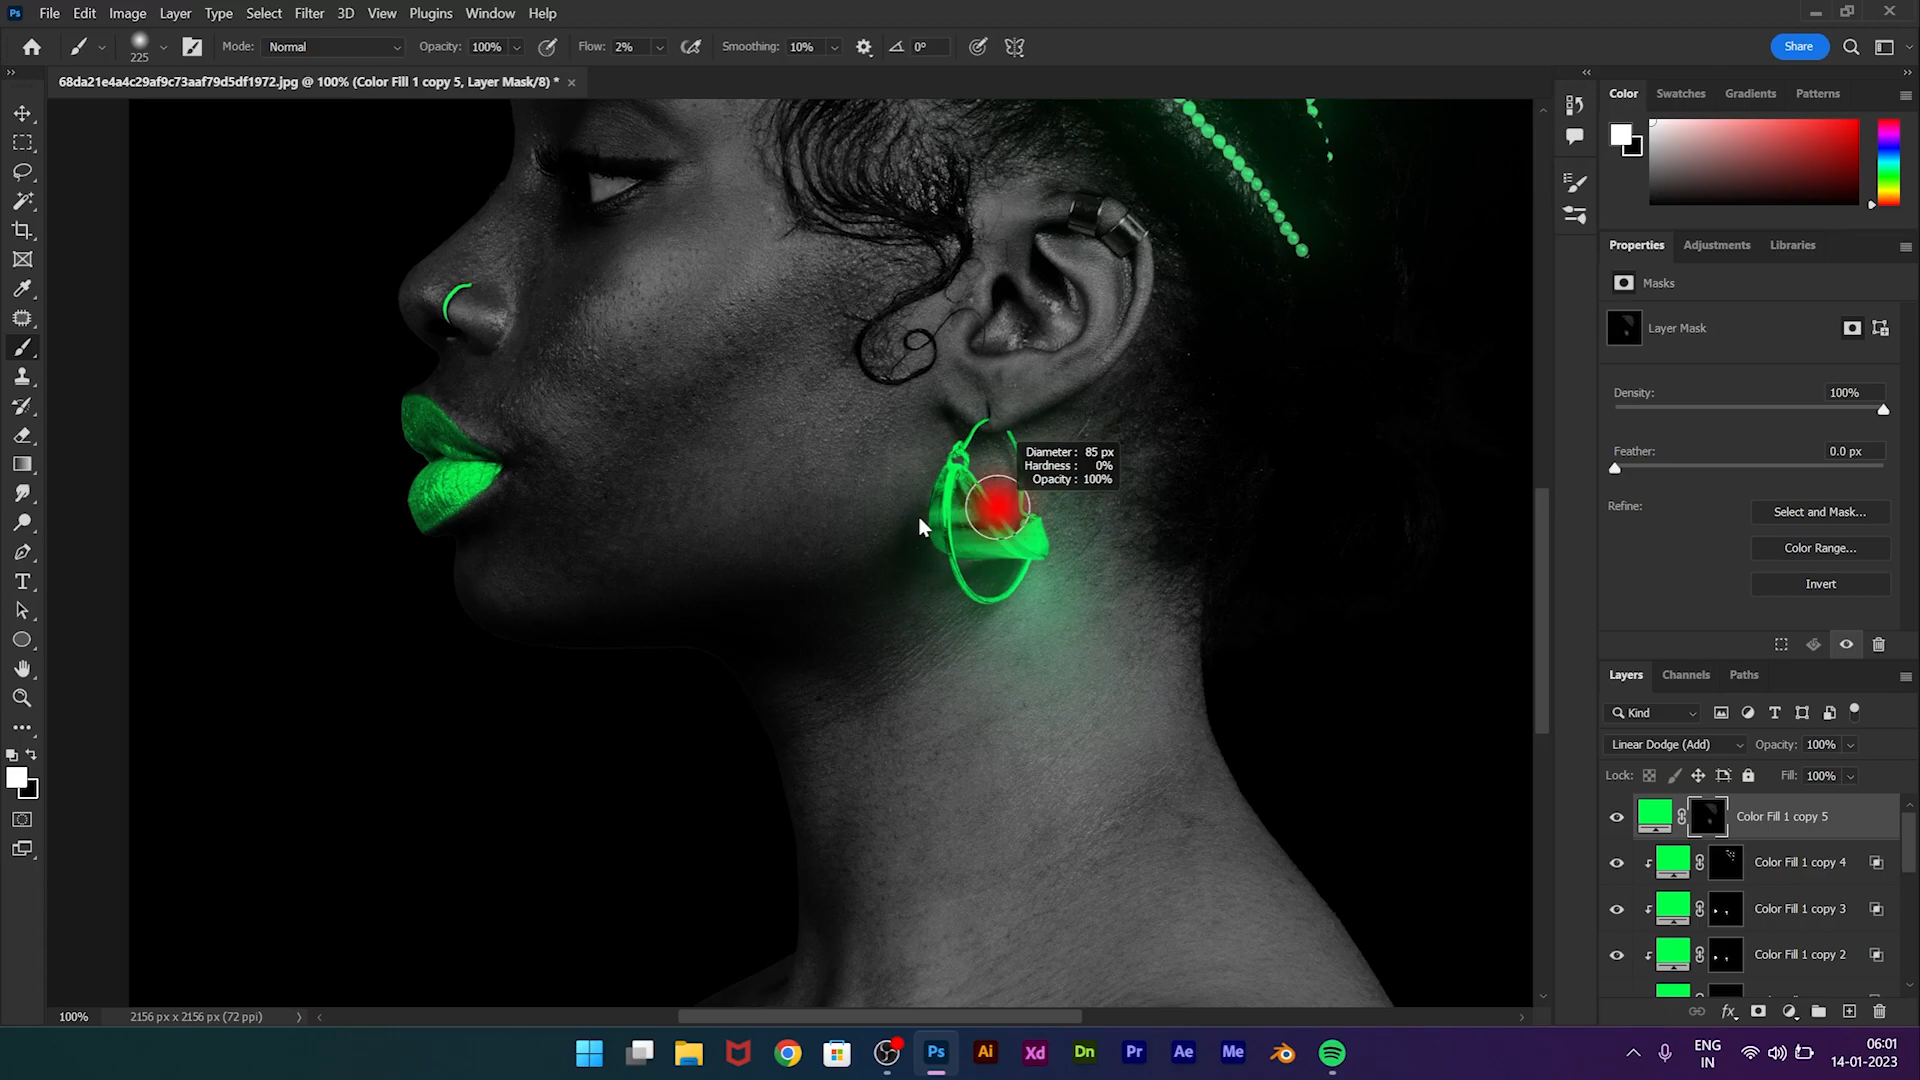 Ps File Edit Image Layer Type Select Filter 3D View Plugins Window Help
225 Mode: Normal Opacity: 100% Flow: 2% Smoothing: 10% 0° Share
68da21e4a4c29af9c73aaf79d5df1972.jpg @ 100% (Color Fill 1 copy 5, Layer Mask/8) *
Color Swatches Gradients Patterns
Properties Adjustments Libraries
Masks
Layer Mask
Density: 100%
Feather: 0.0 px
Refine: Select and Mask...
Color Range...
Invert
Diameter : 85 px
Hardness : 0%
Opacity : 100%
Layers Channels Paths
Kind
Linear Dodge (Add) Opacity: 100%
Lock: Fill: 100%
Color Fill 1 copy 5
Color Fill 1 copy 4
Color Fill 1 copy 3
Color Fill 1 copy 2
fx
100% 2156 px x 2156 px (72 ppi)
Ps Ai Xd Dn Pr Ae Me
ENG
IN
06:01
14-01-2023